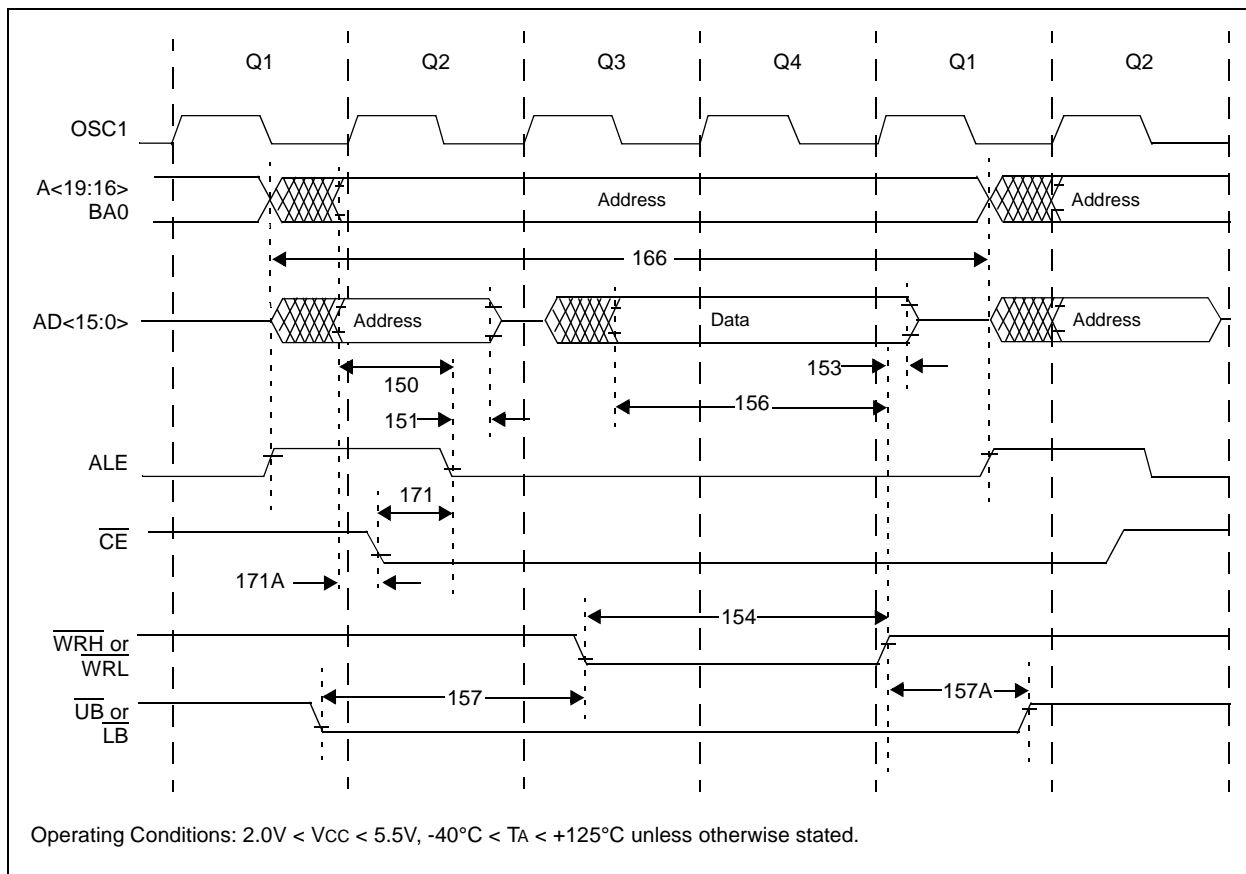 Q1 Q2 Q3 Q4 Q1 Q2
OSC1
A<19:16>
BA0
Address Address
166
AD<15:0>
Address Data Address
150
153
151
156
ALE
171
CE
171A
154
WRH or
WRL
157
157A
UB or
LB
Operating Conditions: 2.0V < VCC < 5.5V, -40°C < TA < +125°C unless otherwise stated.